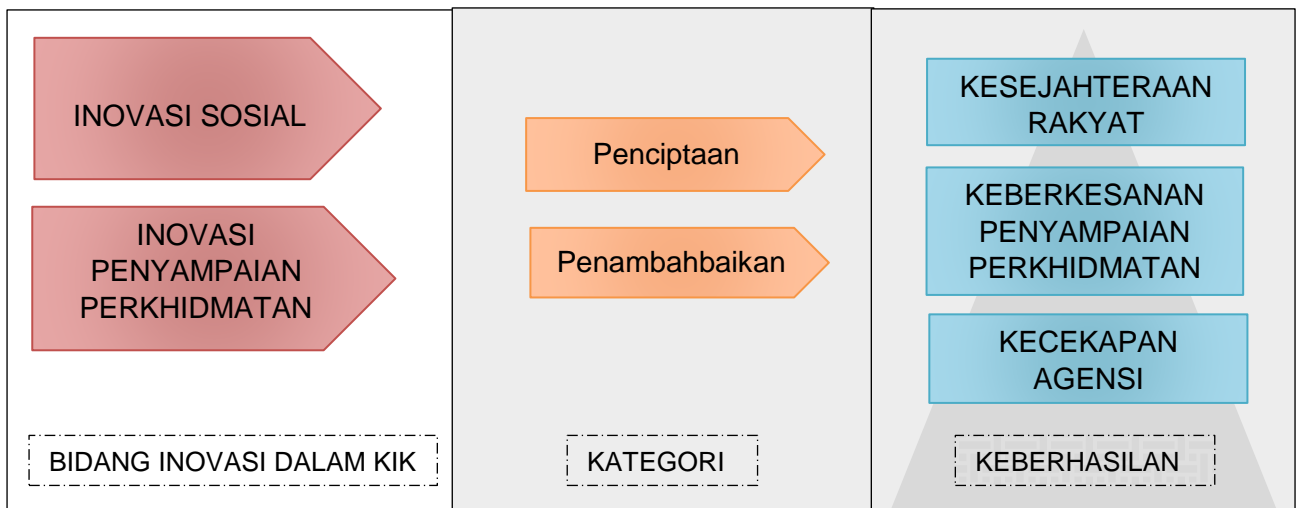 INOVASI SOSIAL
INOVASI
PENYAMPAIAN
PERKHIDMATAN
BIDANG INOVASI DALAM KIK
Penciptaan
Penambahbaikan
KATEGORI
KESEJAHTERAAN
RAKYAT
KEBERKESANAN
PENYAMPAIAN
PERKHIDMATAN
KECEKAPAN
AGENSI
KEBERHASILAN